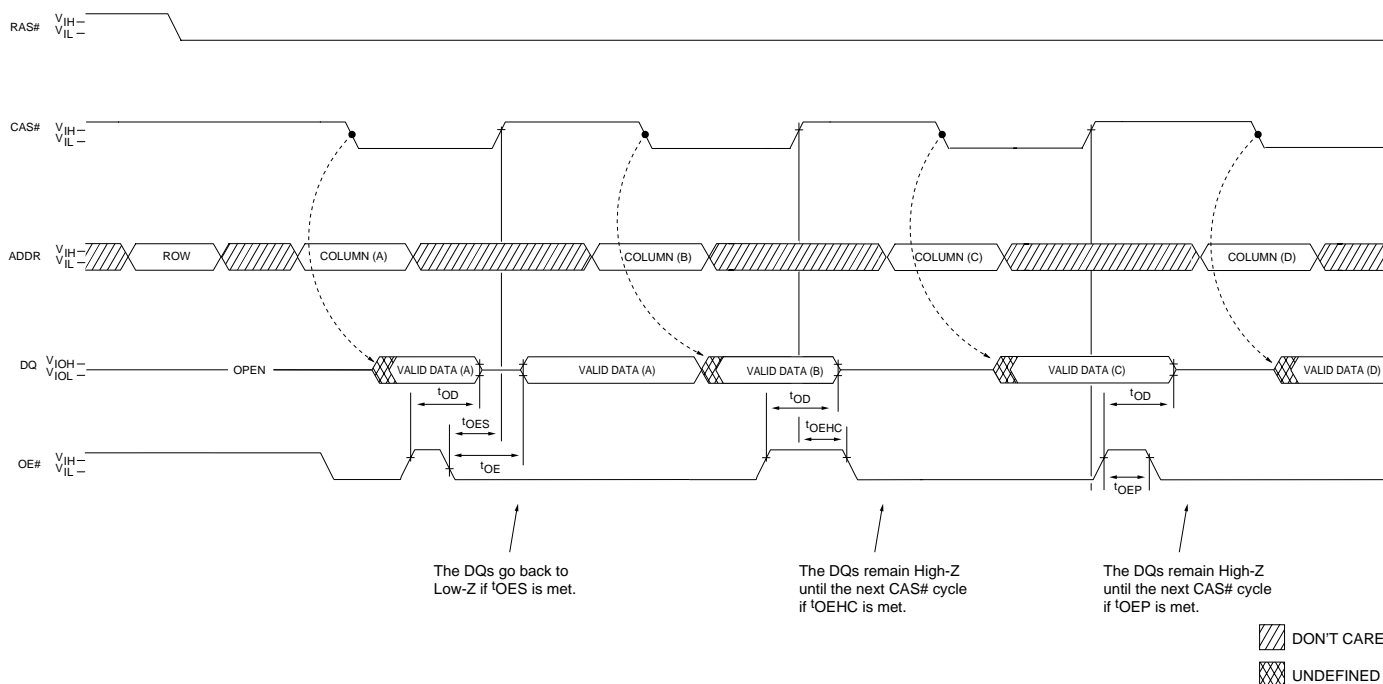 RAS# VIH VIL
CAS# VIH VIL
ADDR VIH VIL ROW COLUMN (A) COLUMN (B) COLUMN (C) COLUMN (D)
DQ VIOH VIOL OPEN VALID DATA (A) VALID DATA (A) VALID DATA (B) VALID DATA (C) VALID DATA (D)
tOD tOD tOD
tOES tOEHC
OE# VIH VIL tOE tOEP
The DQs go back to
Low-Z if tOES is met.
The DQs remain High-Z
until the next CAS# cycle
if tOEHC is met.
The DQs remain High-Z
until the next CAS# cycle
if tOEP is met.
DON'T CARE
UNDEFINED